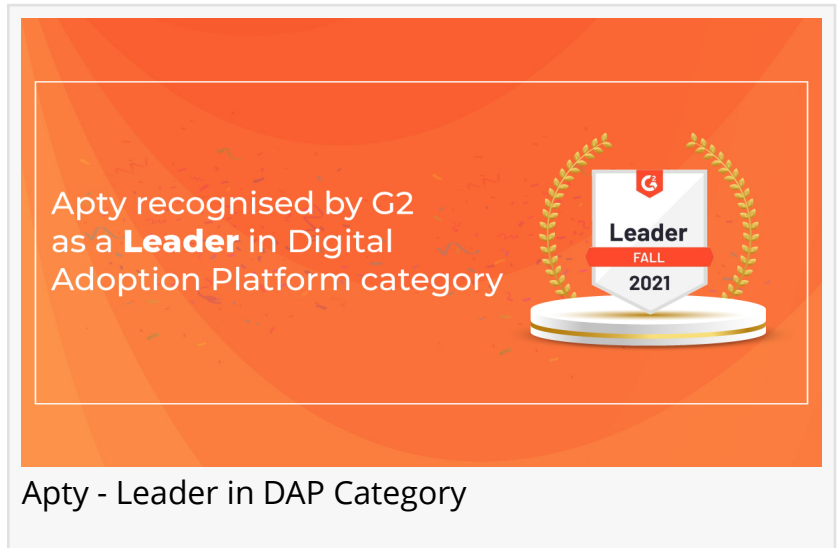 Apty recognised by G2
as a Leader in Digital
Adoption Platform category
G2
Leader
FALL
2021
Apty - Leader in DAP Category